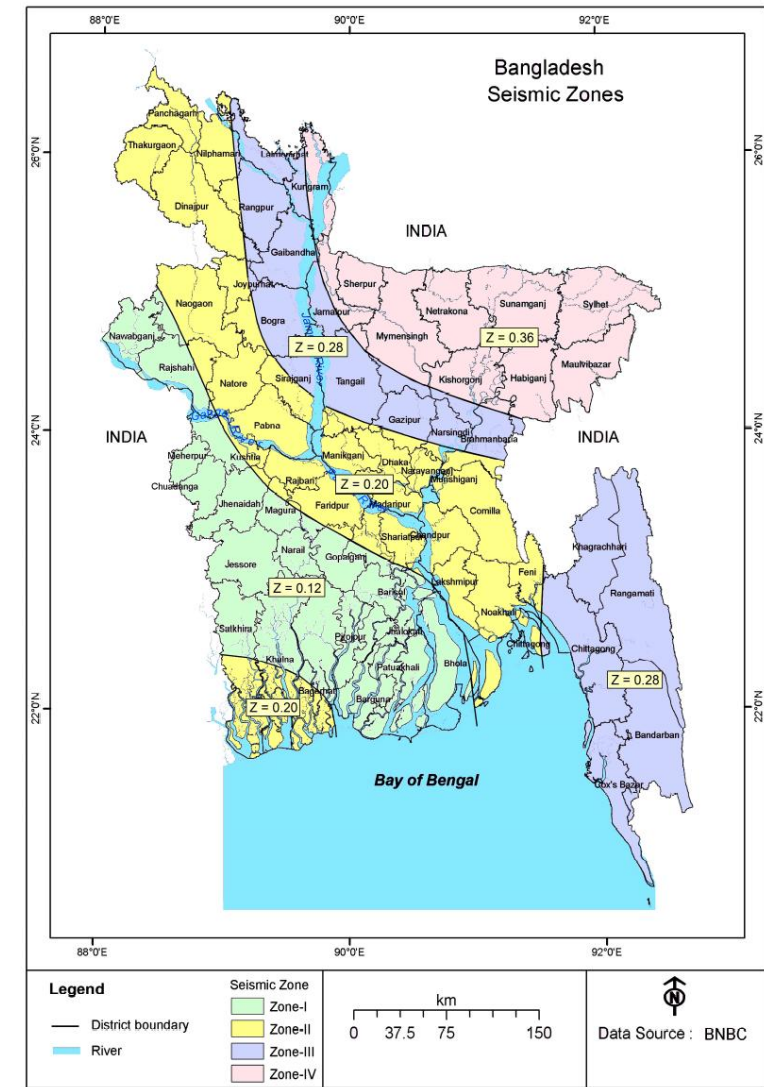 88°0'E 90°0'E 92°0'E
Bangladesh
Seismic Zones
26°N 26°N
Panchagarh
Thakurgaon
Nilphamari
Lalmonirhat
Kurigram
Dinajpur
Rangpur
INDIA
Gaibandha
Sherpur
Joypurhat
Naogaon
Netrakona
Sunamganj
Sylhet
Jamalpur
Bogra
Nawabganj
Mymensingh
Z = 0.36
Z = 0.28
Rajshahi
Maulvibazar
Sirajganj
Tangail
Kishorgonj
Habiganj
Natore
Gazipur
Pabna
Narsingdi
Brahmanbaria
24°N INDIA INDIA 24°N
Meherpur
Kushtia
Manikganj
Dhaka
Narayanganj
Munshiganj
Chuadanga
Rajbari
Z = 0.20
Jhenaidah
Magura
Faridpur
Madaripur
Comilla
Shariatpur
Chandpur
Khagrachhari
Narail
Gopalganj
Jessore
Feni
Lakshmipur
Z = 0.12
Barisal
Rangamati
Noakhali
Satkhira
Pirojpur
Jhalokati
Chittagong
Chittagong
Khulna
Patuakhali
Bhola
Z = 0.28
Bagerhat
Barguna
22°N Z = 0.20 22°N
Bandarban
Bay of Bengal
Cox's Bazar
88°0'E 90°0'E 92°0'E
Legend
District boundary
River
Seismic Zone
Zone-I
Zone-II
Zone-III
Zone-IV
km
0 37.5 75 150
N
Data Source : BNBC